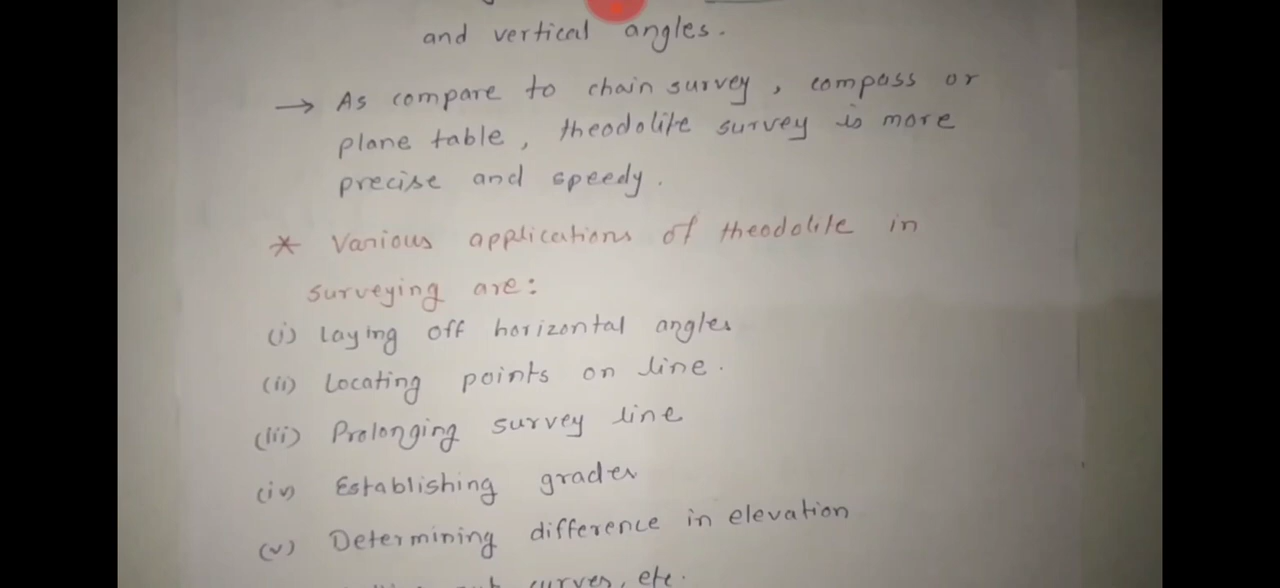 and vertical angles.
→ As compare to chain survey, compass or
plane table, theodolite survey is more
precise and speedy.
* Various applications of theodolite in
surveying are:
(i) Laying off horizontal angles
(ii) Locating points on line.
(iii) Prolonging survey line
(iv) Establishing grades
(v) Determining difference in elevation
curves, etc.